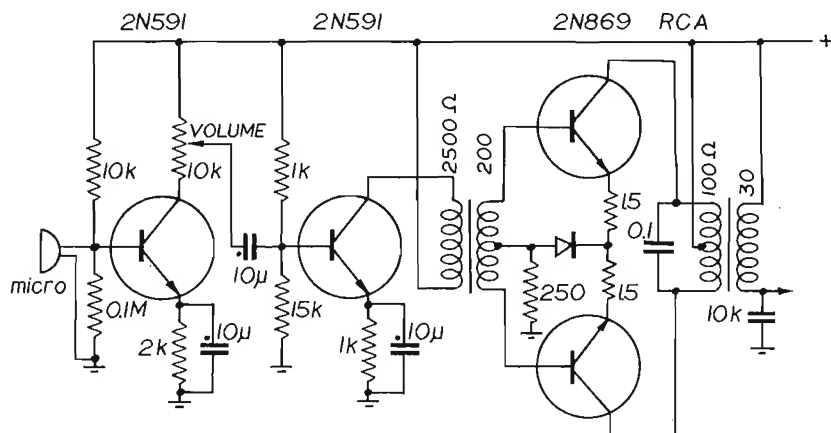 2N591 2N591 2N869 RCA
+
VOLUME
10k
10k
1k
2500 Ω
200
1.5
0.1
100 Ω
30
micro
10µ
0.1M
15k
250
1.5
10k
2k
10µ
1k
10µ